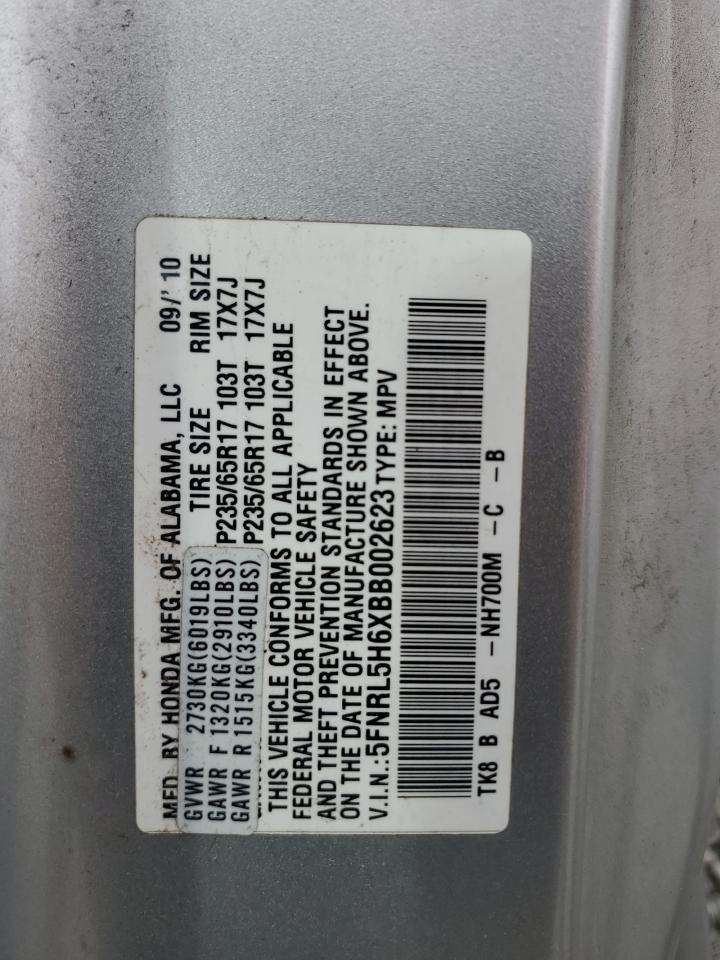 MFD. BY HONDA MFG. OF ALABAMA, LLC 09/'10
TIRE SIZE RIM SIZE
GVWR 2730KG(6019LBS)
GAWR F 1320KG(2910LBS) P235/65R17 103T 17X7J
GAWR R 1515KG(3340LBS) P235/65R17 103T 17X7J
THIS VEHICLE CONFORMS TO ALL APPLICABLE
FEDERAL MOTOR VEHICLE SAFETY
AND THEFT PREVENTION STANDARDS IN EFFECT
ON THE DATE OF MANUFACTURE SHOWN ABOVE.
V.I.N.:5FNRL5H6XBB002623 TYPE: MPV
TK8 B AD5 -NH700M -C -B